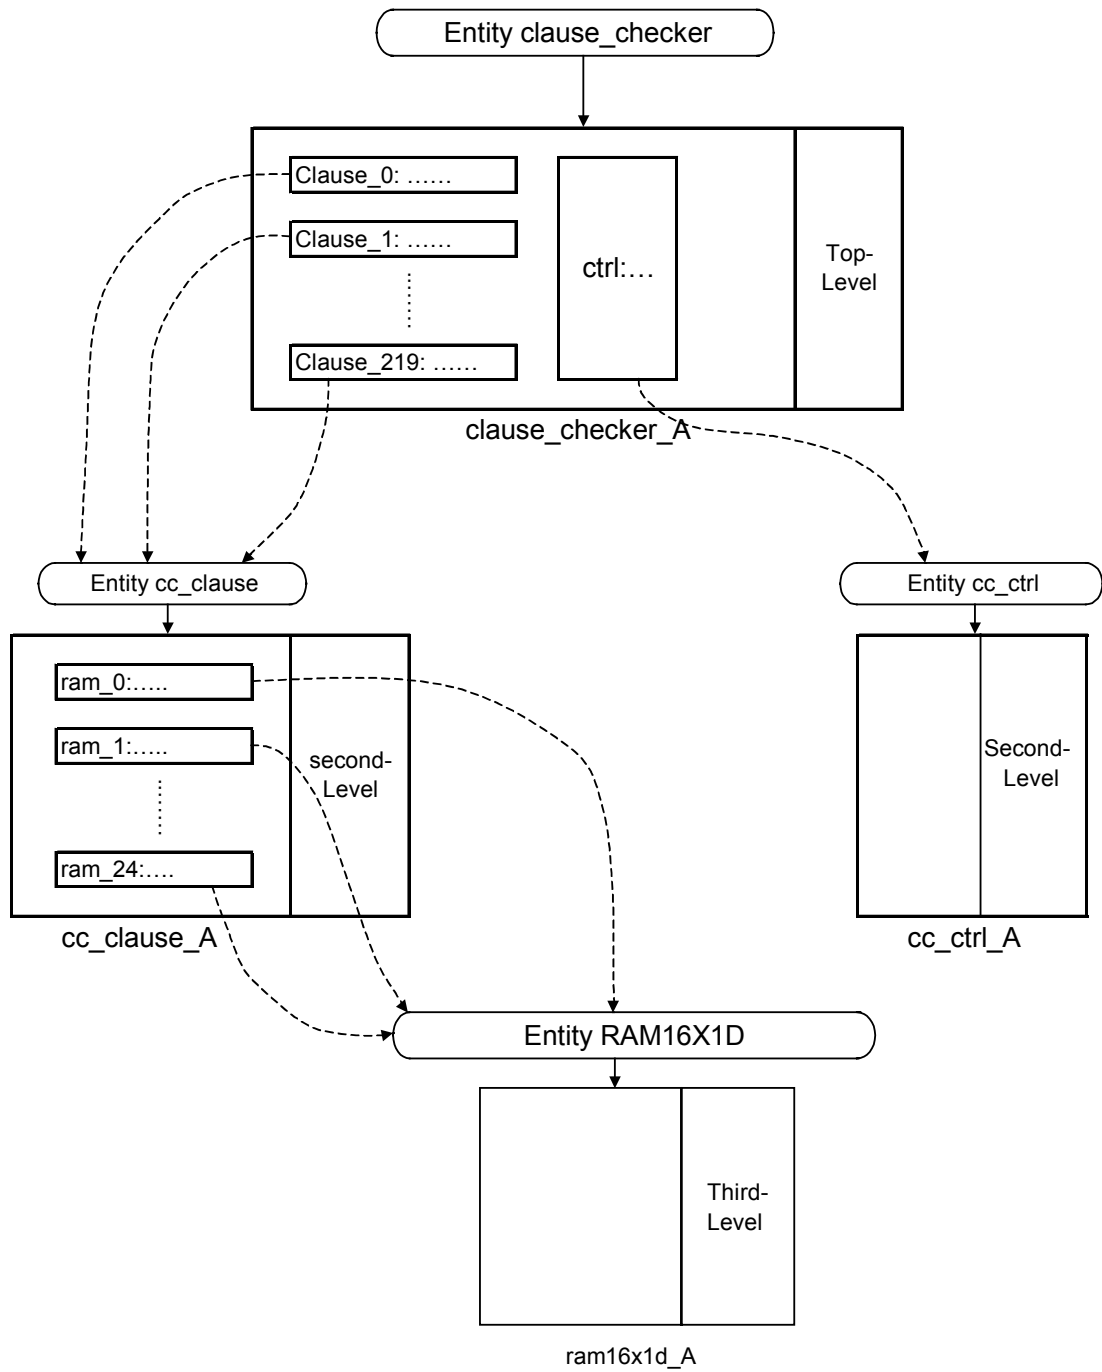 Entity clause_checker
Clause_0: ……
Clause_1: ……
ctrl:…
Top-
Level
Clause_219: ……
clause_checker_A
Entity cc_clause
Entity cc_ctrl
ram_0:…..
ram_1:…..
second-
Level
Second-
Level
ram_24:….
cc_clause_A
cc_ctrl_A
Entity RAM16X1D
Third-
Level
ram16x1d_A